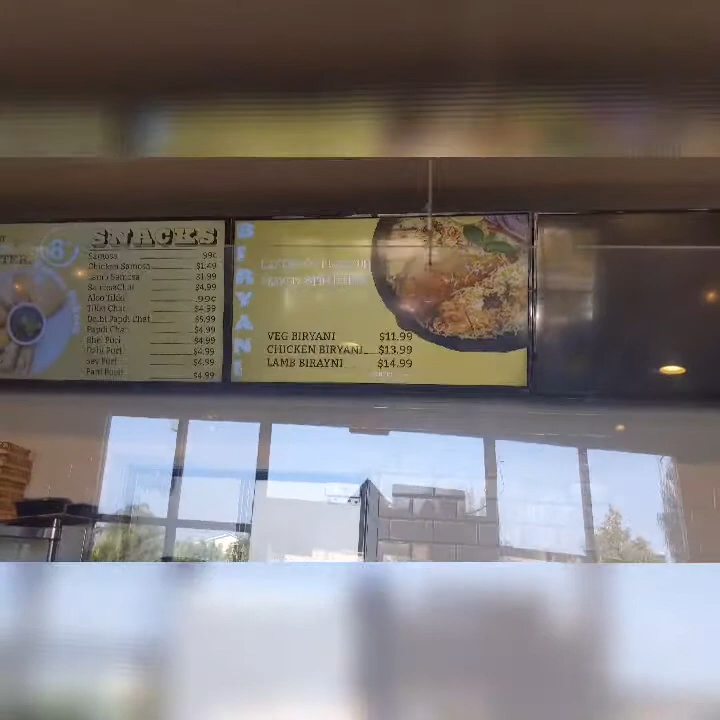 SNACKS
Samosa 99¢
Chicken Samosa $1.49
Lamb Samosa $1.99
Samosa Chat $4.99
Aloo Tikki 99¢
Tikki Chat $4.99
Delhi Papdi Chat $5.99
Papdi Chat $4.99
Bhel Puri $4.99
Dahi Puri $4.99
Sev Puri $4.99
Pani Puri $4.99
BIRYANI
VEG BIRYANI $11.99
CHICKEN BIRYANI $13.99
LAMB BIRAYNI $14.99